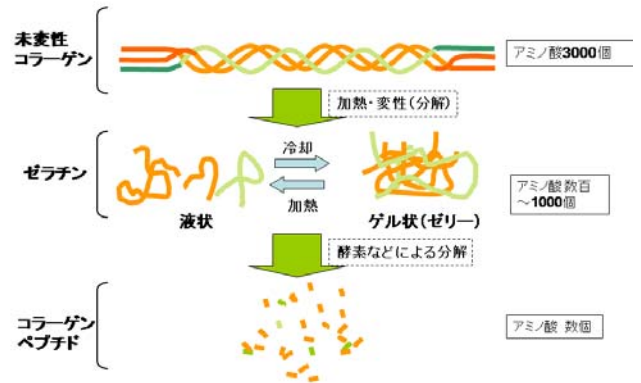 未変性
コラーゲン
アミノ酸3000個
加熱・変性(分解)
ゼラチン
冷却
加熱
液状
ゲル状(ゼリー)
アミノ酸 数百
～1000個
酵素などによる分解
コラーゲン
ペプチド
アミノ酸 数個